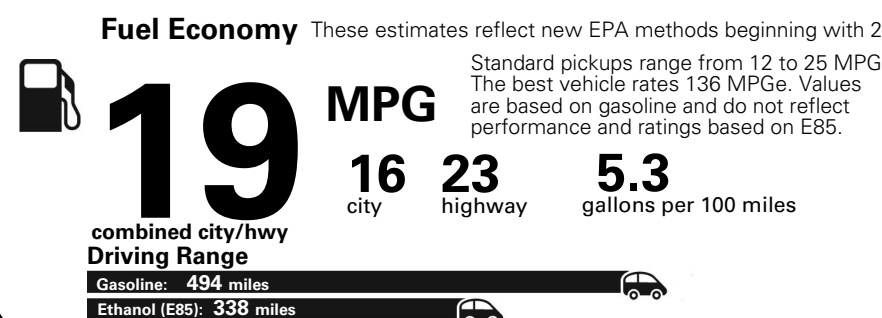 Fuel Economy These estimates reflect new EPA methods beginning with 2
Standard pickups range from 12 to 25 MPG
The best vehicle rates 136 MPGe. Values
are based on gasoline and do not reflect
performance and ratings based on E85.
19 MPG
combined city/hwy
16 city
23 highway
5.3 gallons per 100 miles
Driving Range
Gasoline: 494 miles
Ethanol (E85): 338 miles